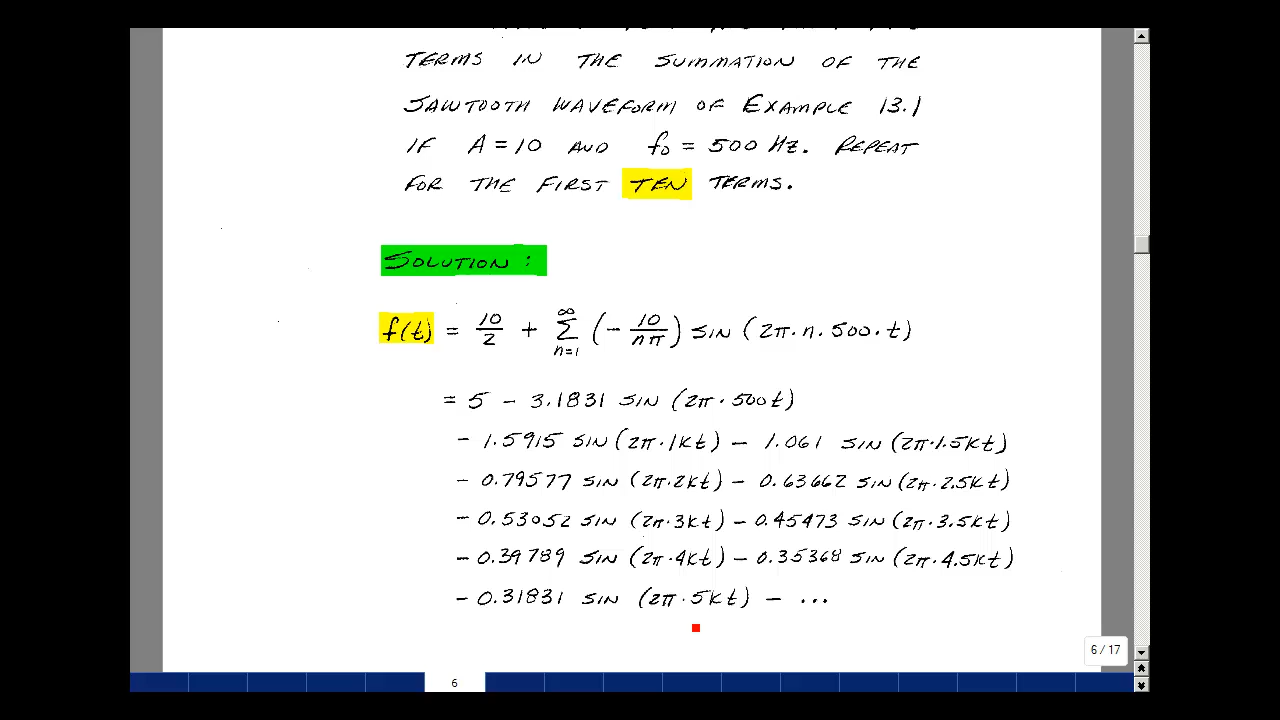 TERMS IN THE SUMMATION OF THE
SAWTOOTH WAVEFORM OF EXAMPLE 13.1
IF A = 10 AND f₀ = 500 HZ. REPEAT
FOR THE FIRST TEN TERMS.
SOLUTION:
f(t) = 10/2 + ∑_{n=1}^{∞} (- 10/nπ) SIN (2π·n·500·t)
= 5 - 3.1831 SIN (2π·500t)
- 1.5915 SIN (2π·1Kt) - 1.061 SIN (2π·1.5Kt)
- 0.79577 SIN (2π·2Kt) - 0.63662 SIN (2π·2.5Kt)
- 0.53052 SIN (2π·3Kt) - 0.45473 SIN (2π·3.5Kt)
- 0.39789 SIN (2π·4Kt) - 0.35368 SIN (2π·4.5Kt)
- 0.31831 SIN (2π·5Kt) - ...
6 / 17
6